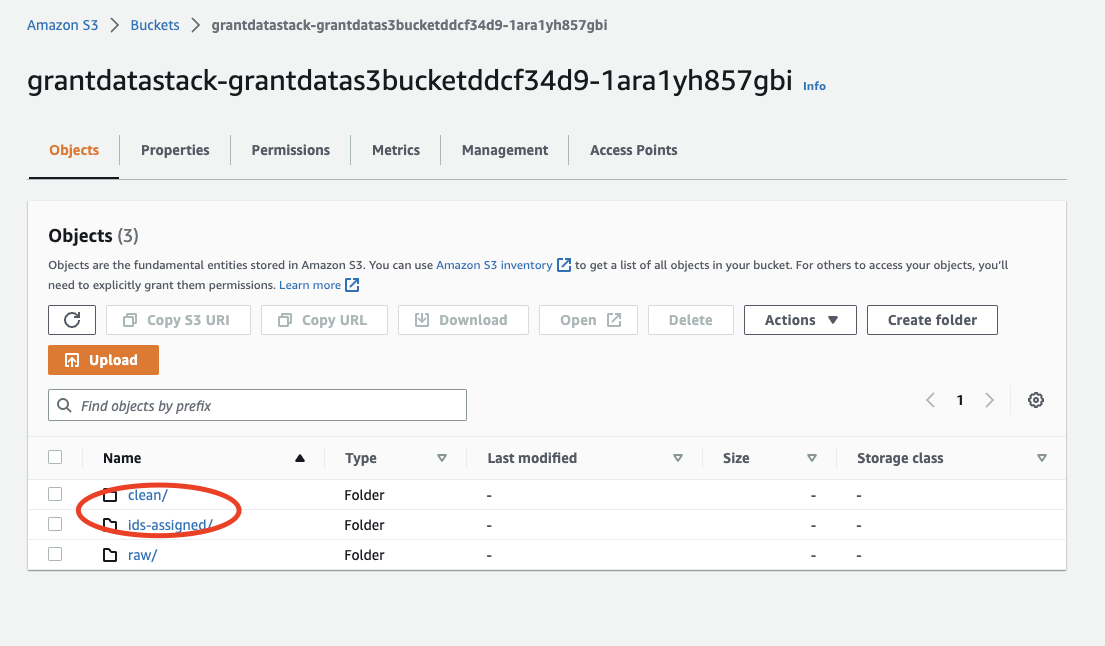 Amazon S3 > Buckets > grantdatastack-grantdatas3bucketddcf34d9-1ara1yh857gbi
grantdatastack-grantdatas3bucketddcf34d9-1ara1yh857gbi Info
Objects Properties Permissions Metrics Management Access Points
Objects (3)
Objects are the fundamental entities stored in Amazon S3. You can use Amazon S3 inventory to get a list of all objects in your bucket. For others to access your objects, you'll
need to explicitly grant them permissions. Learn more
Copy S3 URI Copy URL Download Open Delete Actions Create folder
Upload
Find objects by prefix 1
Name Type Last modified Size Storage class
clean/ Folder - - -
ids-assigned/ Folder - - -
raw/ Folder - - -